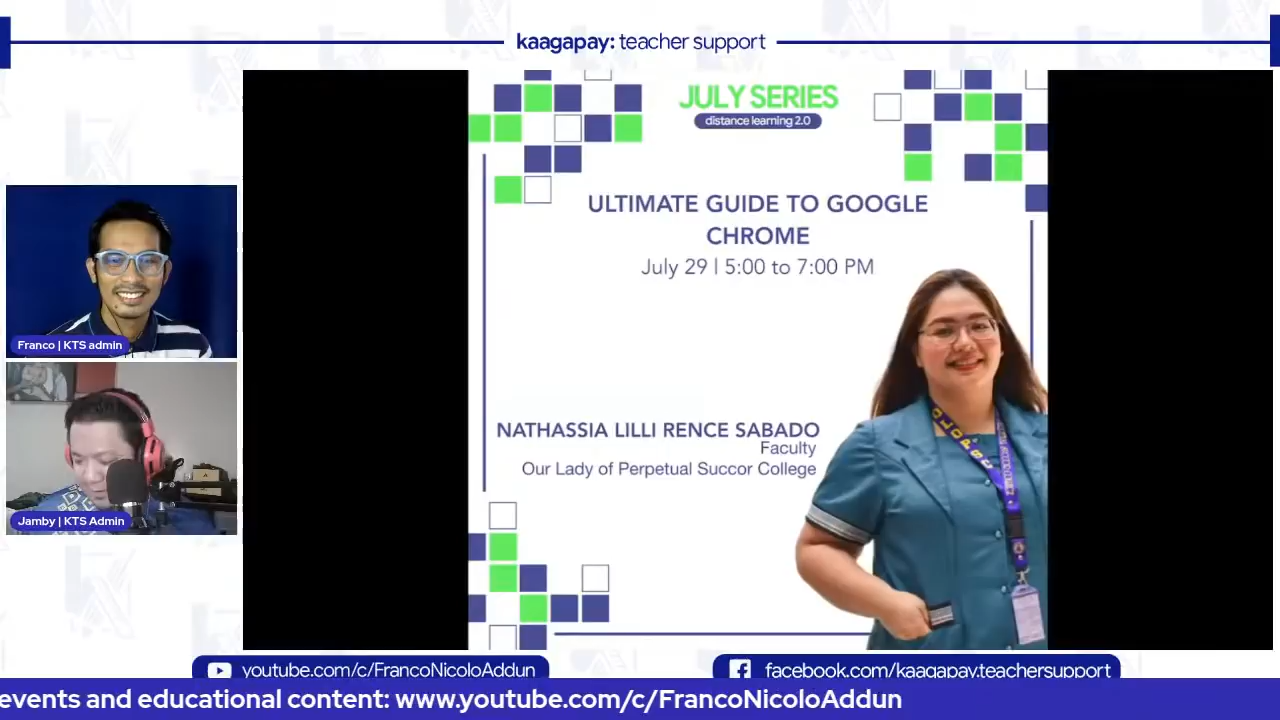 kaagapay: teacher support
JULY SERIES
distance learning 2.0
ULTIMATE GUIDE TO GOOGLE
CHROME
July 29 | 5:00 to 7:00 PM
NATHASSIA LILLI RENCE SABADO
Faculty
Our Lady of Perpetual Succor College
Franco | KTS admin
Jamby | KTS Admin
youtube.com/c/FrancoNicoloAddun
facebook.com/kaagapay.teachersupport
events and educational content: www.youtube.com/c/FrancoNicoloAddun